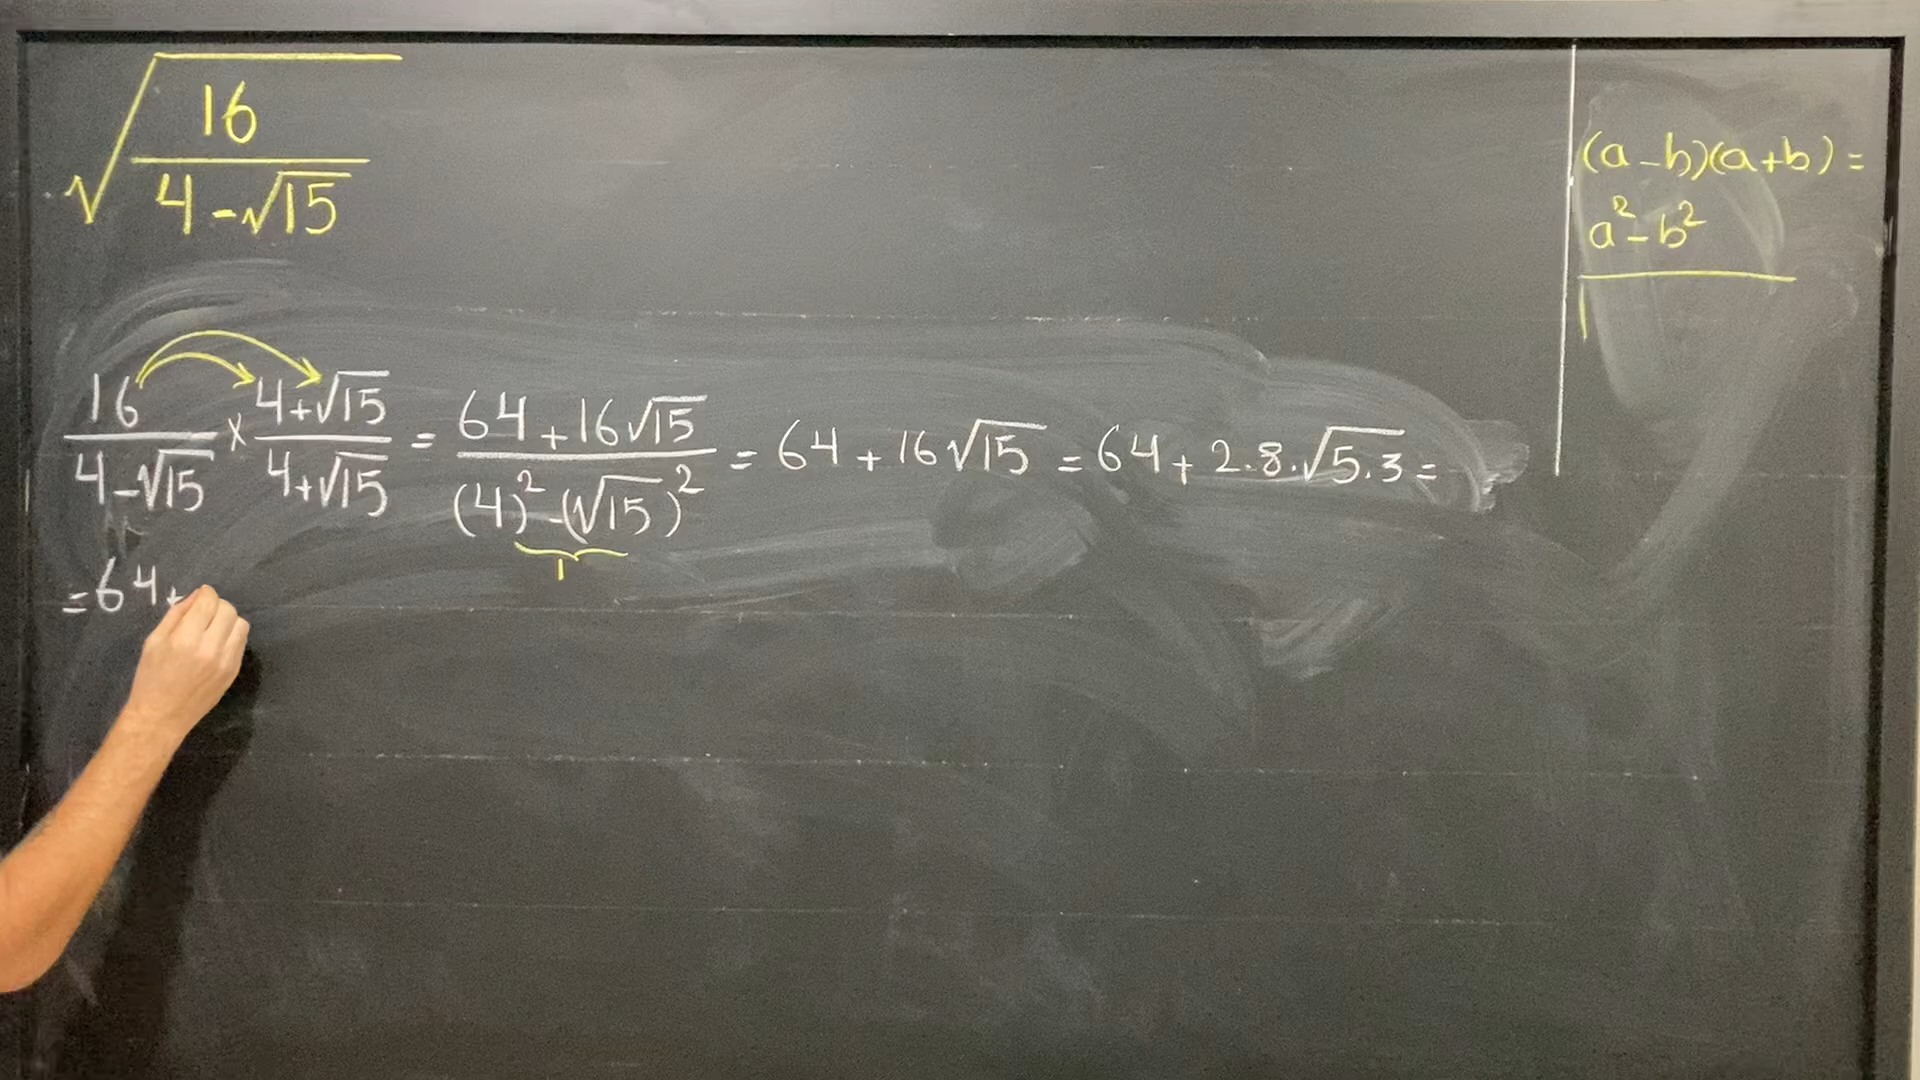 √(16/(4-√15))
(a-b)(a+b)=
a²-b²
16/(4-√15) × (4+√15)/(4+√15) = (64+16√15)/((4)²-(√15)²) = 64+16√15 = 64+2.8.√5.3 =
1
=64+